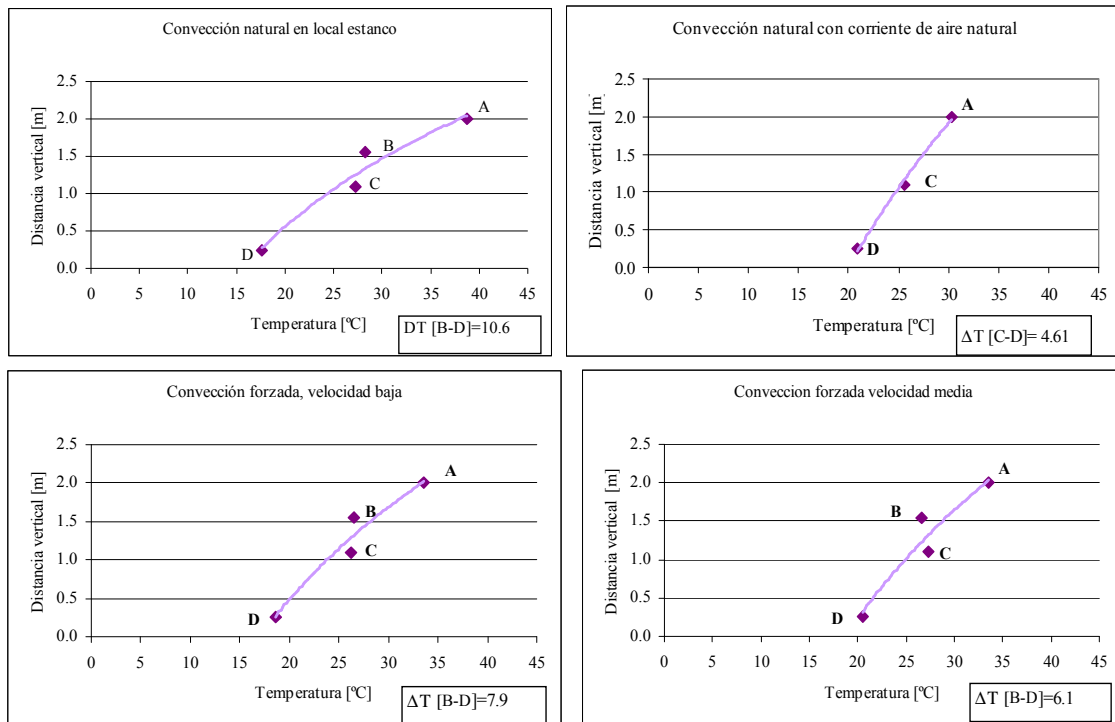 Convección natural en local estanco
Distancia vertical [m]
2.5
2.0
1.5
1.0
0.5
0.0
A
B
C
D
0 5 10 15 20 25 30 35 40 45
Temperatura [ºC]
DT [B-D]=10.6
Convección natural con corriente de aire natural
Distancia vertical [m]
2.5
2.0
1.5
1.0
0.5
0.0
A
C
D
0 5 10 15 20 25 30 35 40 45
Temperatura [ºC]
ΔT [C-D]= 4.61
Convección forzada, velocidad baja
Distancia vertical [m]
2.5
2.0
1.5
1.0
0.5
0.0
A
B
C
D
0 5 10 15 20 25 30 35 40 45
Temperatura [ºC]
ΔT [B-D]=7.9
Conveccion forzada velocidad media
Distancia vertical [m]
2.5
2.0
1.5
1.0
0.5
0.0
A
B
C
D
0 5 10 15 20 25 30 35 40 45
Temperatura [ºC]
ΔT [B-D]=6.1